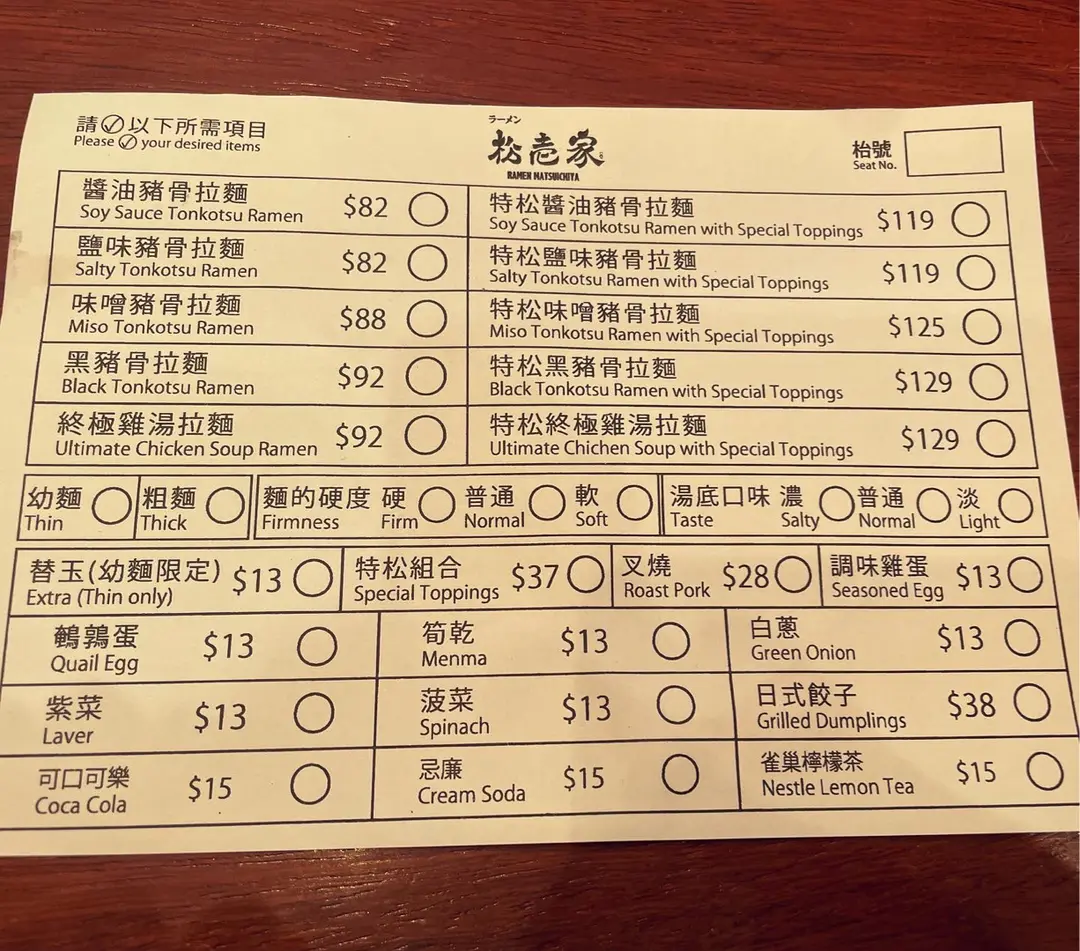 請✓以下所需項目
Please ✓ your desired items
ラーメン
松壱家
RAMEN MATSUICHIYA
枱號
Seat No.
醬油豬骨拉麵
Soy Sauce Tonkotsu Ramen $82
特松醬油豬骨拉麵
Soy Sauce Tonkotsu Ramen with Special Toppings $119
鹽味豬骨拉麵
Salty Tonkotsu Ramen $82
特松鹽味豬骨拉麵
Salty Tonkotsu Ramen with Special Toppings $119
味噌豬骨拉麵
Miso Tonkotsu Ramen $88
特松味噌豬骨拉麵
Miso Tonkotsu Ramen with Special Toppings $125
黑豬骨拉麵
Black Tonkotsu Ramen $92
特松黑豬骨拉麵
Black Tonkotsu Ramen with Special Toppings $129
終極雞湯拉麵
Ultimate Chicken Soup Ramen $92
特松終極雞湯拉麵
Ultimate Chichen Soup with Special Toppings $129
幼麵 粗麵 麵的硬度 硬 普通 軟 湯底口味 濃 普通 淡
Thin Thick Firmness Firm Normal Soft Taste Salty Normal Light
替玉(幼麵限定) $13 特松組合 $37 叉燒 $28 調味雞蛋 $13
Extra (Thin only) Special Toppings Roast Pork Seasoned Egg
鵪鶉蛋 $13 筍乾 $13 白蔥 $13
Quail Egg Menma Green Onion
紫菜 $13 菠菜 $13 日式餃子 $38
Laver Spinach Grilled Dumplings
可口可樂 $15 忌廉 $15 雀巢檸檬茶 $15
Coca Cola Cream Soda Nestle Lemon Tea